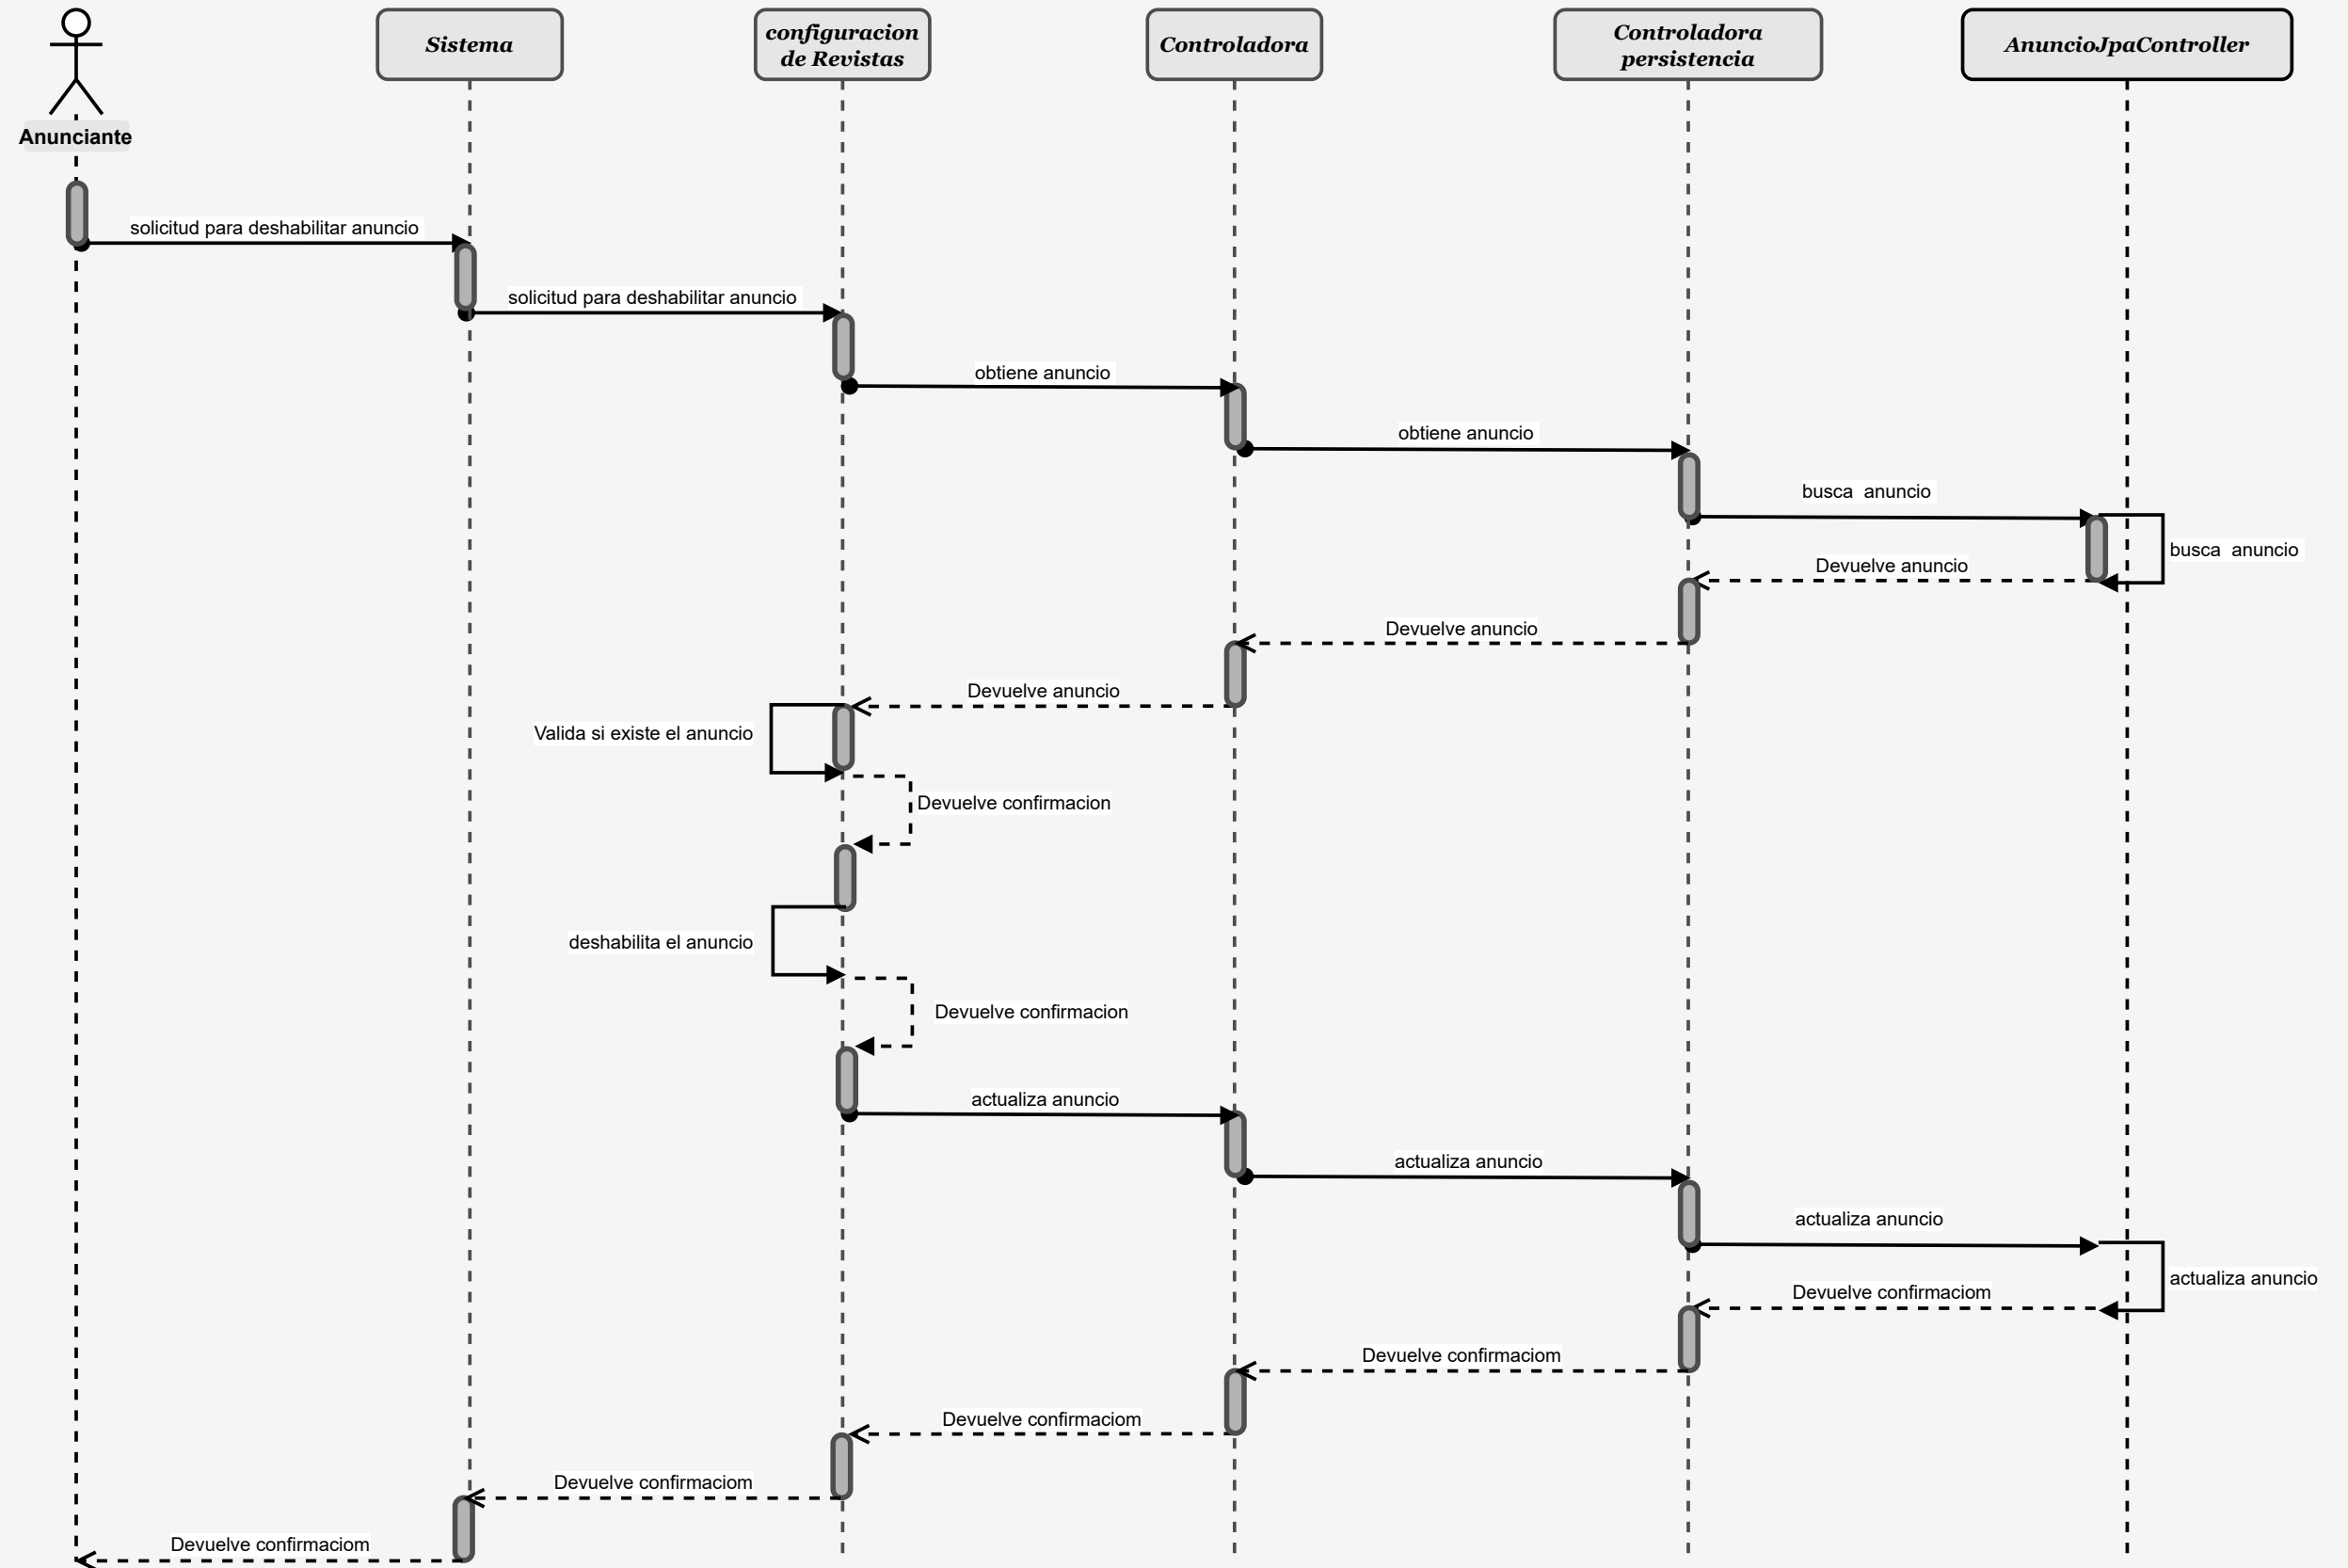 Sistema
configuracion
de Revistas
Controladora
Controladora
persistencia
AnuncioJpaController
Anunciante
solicitud para deshabilitar anuncio
solicitud para deshabilitar anuncio
obtiene anuncio
obtiene anuncio
busca  anuncio
busca  anuncio
Devuelve anuncio
Devuelve anuncio
Devuelve anuncio
Valida si existe el anuncio
Devuelve confirmacion
deshabilita el anuncio
Devuelve confirmacion
actualiza anuncio
actualiza anuncio
actualiza anuncio
actualiza anuncio
Devuelve confirmaciom
Devuelve confirmaciom
Devuelve confirmaciom
Devuelve confirmaciom
Devuelve confirmaciom